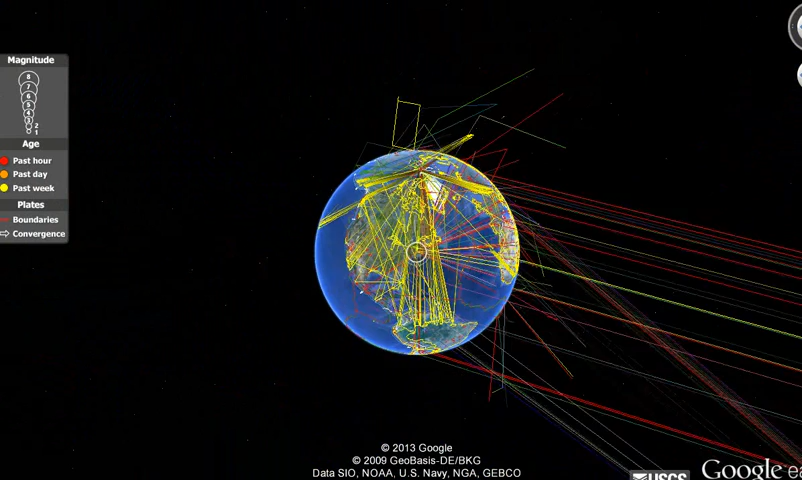 Magnitude
8
7
6
5
4
3
2
1
Age
Past hour
Past day
Past week
Plates
Boundaries
Convergence
© 2013 Google
© 2009 GeoBasis-DE/BKG
Data SIO, NOAA, U.S. Navy, NGA, GEBCO
USGS
Google ea